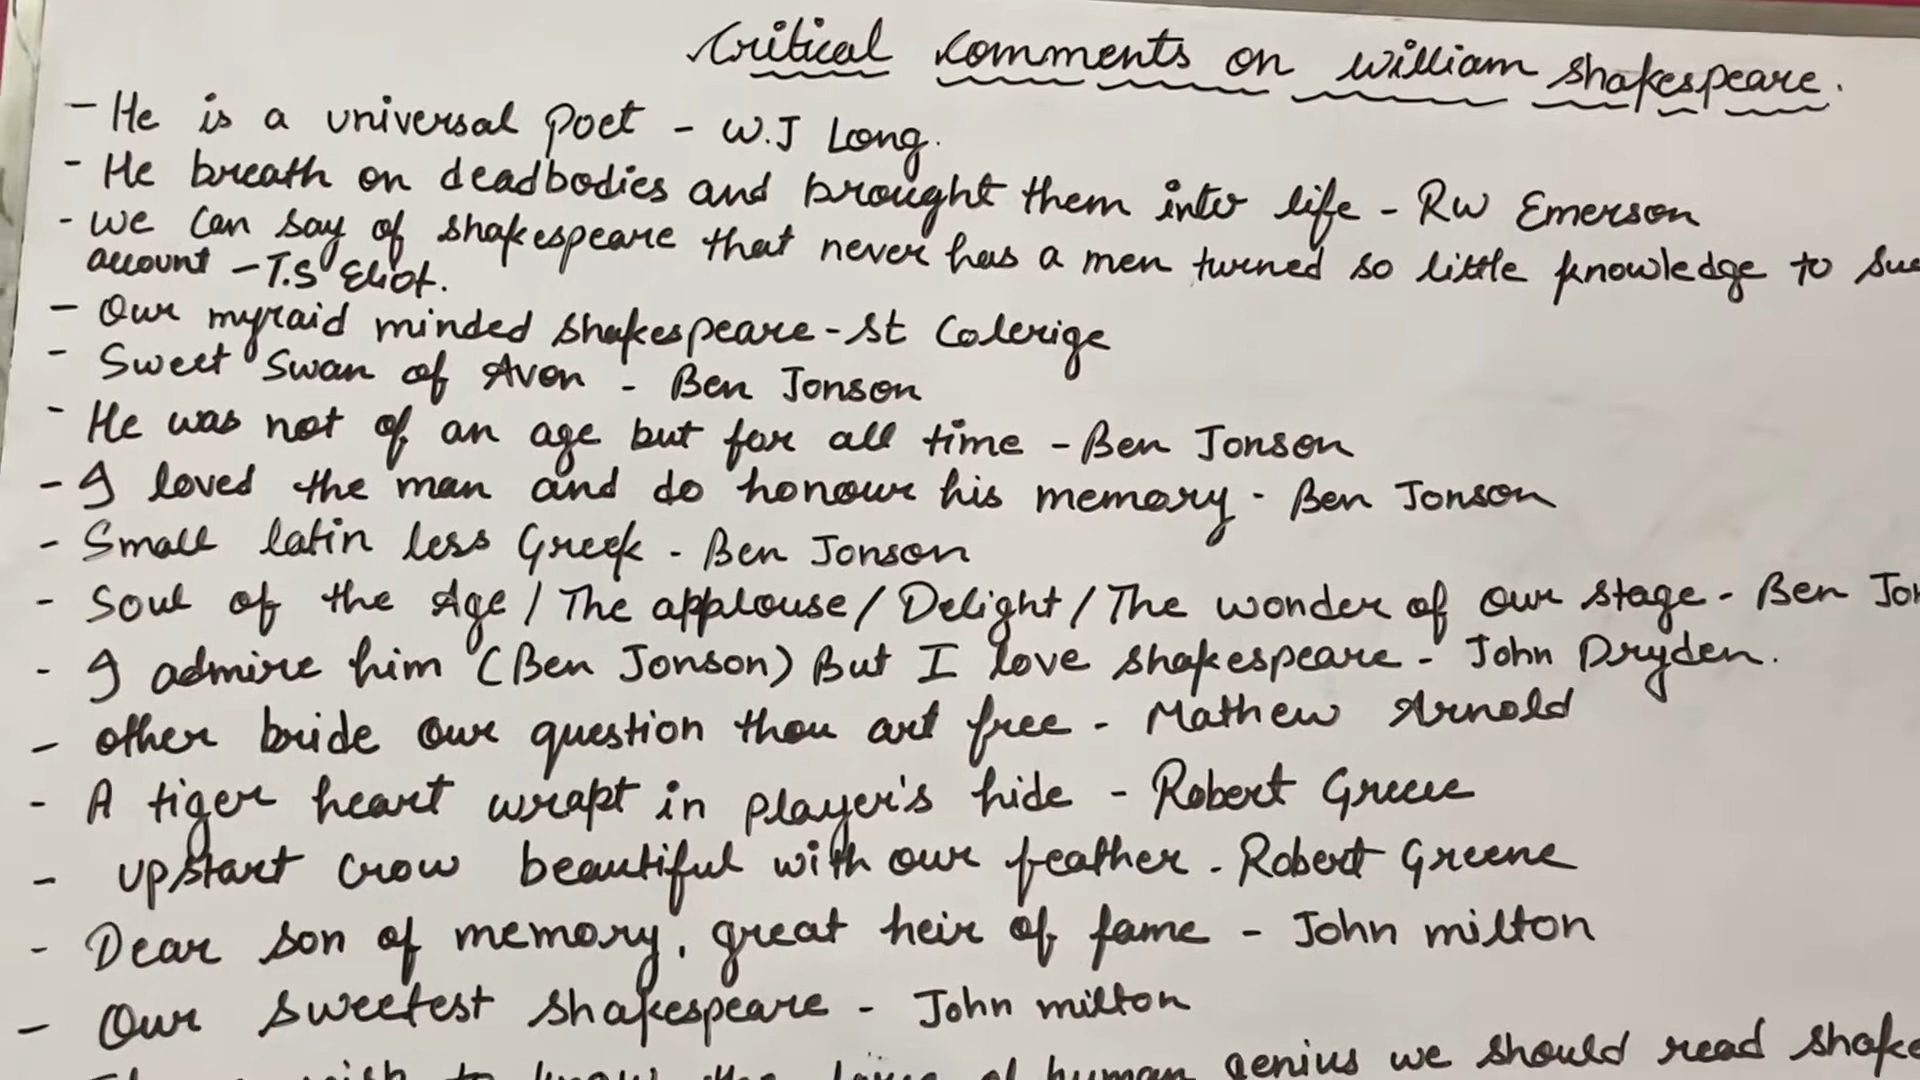 Critical comments on William Shakespeare.
- He is a universal poet - W.J Long.
- He breath on deadbodies and brought them into life - RW Emerson
- We can say of Shakespeare that never has a men turned so little knowledge to
account - T.S Eliot.
- Our myraid minded Shakespeare - St Colerige
- Sweet Swan of Avon - Ben Jonson
- He was not of an age but for all time - Ben Jonson
- I loved the man and do honour his memory - Ben Jonson
- Small latin less Greek - Ben Jonson
- Soul of the Age / The applouse / Delight / The wonder of our stage - Ben
- I admire him (Ben Jonson) But I love Shakespeare - John Dryden.
- other bride our question thou art free - Mathew Arnold
- A tiger heart wrapt in player's hide - Robert Greene
- upstart crow beautiful with our feather - Robert Greene
- Dear son of memory, great heir of fame - John milton
- Our sweetest Shakespeare - John milton
human genius we should read